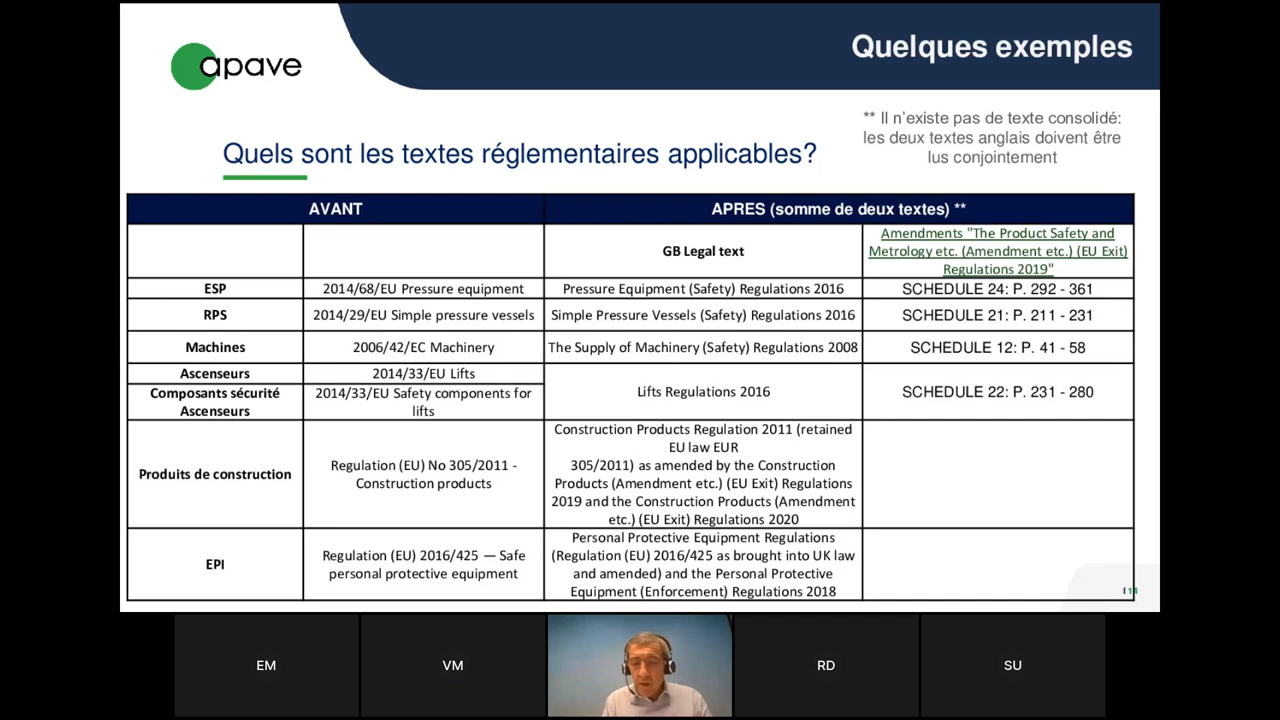 apave
Quelques exemples
** Il n'existe pas de texte consolidé:
les deux textes anglais doivent être
lus conjointement
Quels sont les textes réglementaires applicables?
AVANT
APRES (somme de deux textes) **
GB Legal text
Amendments "The Product Safety and
Metrology etc. (Amendment etc.) (EU Exit)
Regulations 2019"
ESP
2014/68/EU Pressure equipment
Pressure Equipment (Safety) Regulations 2016
SCHEDULE 24: P. 292 - 361
RPS
2014/29/EU Simple pressure vessels
Simple Pressure Vessels (Safety) Regulations 2016
SCHEDULE 21: P. 211 - 231
Machines
2006/42/EC Machinery
The Supply of Machinery (Safety) Regulations 2008
SCHEDULE 12: P. 41 - 58
Ascenseurs
2014/33/EU Lifts
Composants sécurité
Ascenseurs
2014/33/EU Safety components for
lifts
Lifts Regulations 2016
SCHEDULE 22: P. 231 - 280
Produits de construction
Regulation (EU) No 305/2011 -
Construction products
Construction Products Regulation 2011 (retained
EU law EUR
305/2011) as amended by the Construction
Products (Amendment etc.) (EU Exit) Regulations
2019 and the Construction Products (Amendment
etc.) (EU Exit) Regulations 2020
EPI
Regulation (EU) 2016/425 — Safe
personal protective equipment
Personal Protective Equipment Regulations
(Regulation (EU) 2016/425 as brought into UK law
and amended) and the Personal Protective
Equipment (Enforcement) Regulations 2018
EM
VM
RD
SU